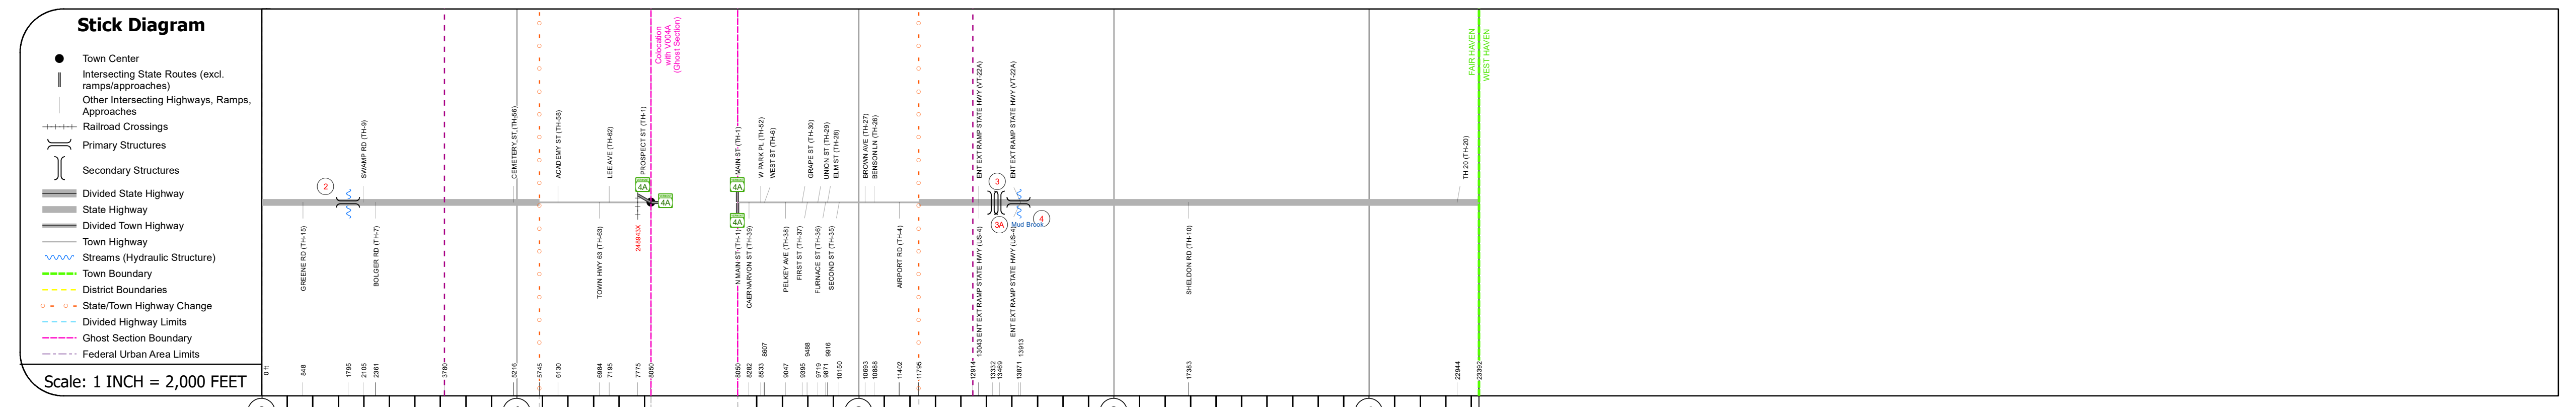 Stick Diagram
Town Center
Intersecting State Routes (excl.
ramps/approaches)
Other Intersecting Highways, Ramps,
Approaches
Railroad Crossings
Primary Structures
Secondary Structures
Divided State Highway
State Highway
Divided Town Highway
Town Highway
Streams (Hydraulic Structure)
Town Boundary
District Boundaries
State/Town Highway Change
Divided Highway Limits
Ghost Section Boundary
Federal Urban Area Limits
Scale: 1 INCH = 2,000 FEET
Colocation
with V004A
(Ghost Section)
FAIR HAVEN
WEST HAVEN
SWAMP RD (TH-9)
CEMETERY ST (TH-56)
ACADEMY ST (TH-58)
LEE AVE (TH-62)
PROSPECT ST (TH-1)
MAIN ST (TH-1)
W PARK PL (TH-52)
WEST ST (TH-6)
GRAPE ST (TH-30)
UNION ST (TH-29)
ELM ST (TH-28)
BROWN AVE (TH-27)
BENSON LN (TH-26)
ENT EXT RAMP STATE HWY (VT-22A)
ENT EXT RAMP STATE HWY (VT-22A)
TH 20 (TH-20)
2
4A
4A
4A
4A
3
3A
4
Mud Brook
GREENE RD (TH-15)
BOLGER RD (TH-7)
TOWN HWY 63 (TH-63)
248943X
N MAIN ST (TH-1)
CAERNARVON ST (TH-39)
PELKEY AVE (TH-38)
FIRST ST (TH-37)
FURNACE ST (TH-36)
SECOND ST (TH-35)
AIRPORT RD (TH-4)
ENT EXT RAMP STATE HWY (US-4)
ENT EXT RAMP STATE HWY (US-4)
SHELDON RD (TH-10)
0 ft
848
1795
2105
2361
3780
5216
5745
6130
6984
7195
7775
8050
8050
8282
8533
8607
9047
9395
9488
9719
9871
9916
10150
10693
10888
11402
11795
12914
13043
13332
13469
13871
13913
17383
22944
23392